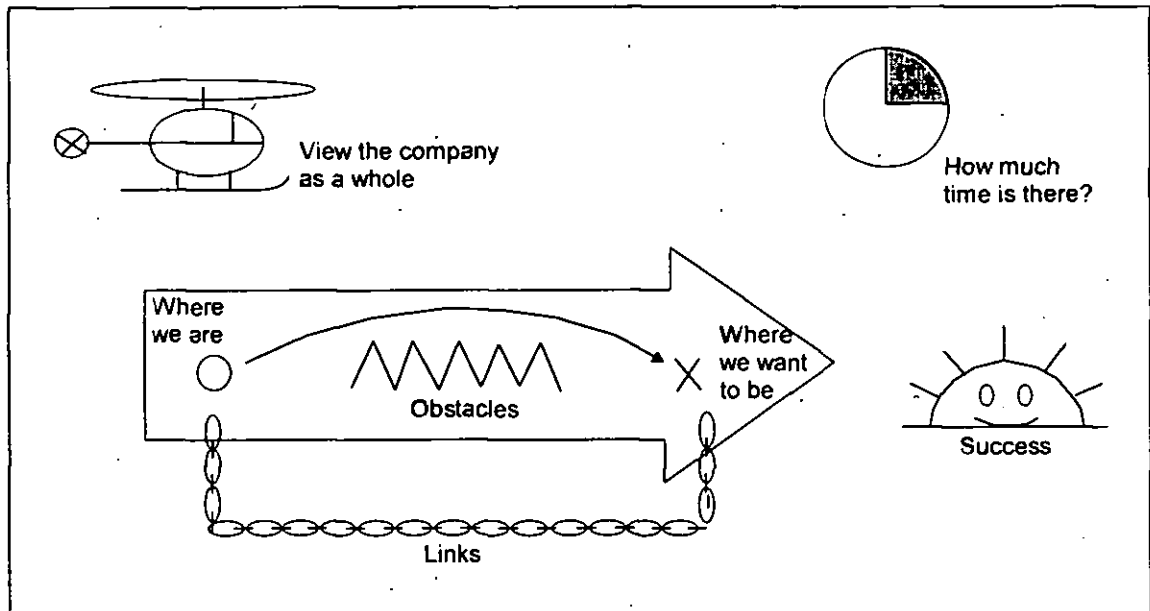 View the company
as a whole
How much
time is there?
Where
we are
Obstacles
Where
we want
to be
Success
Links